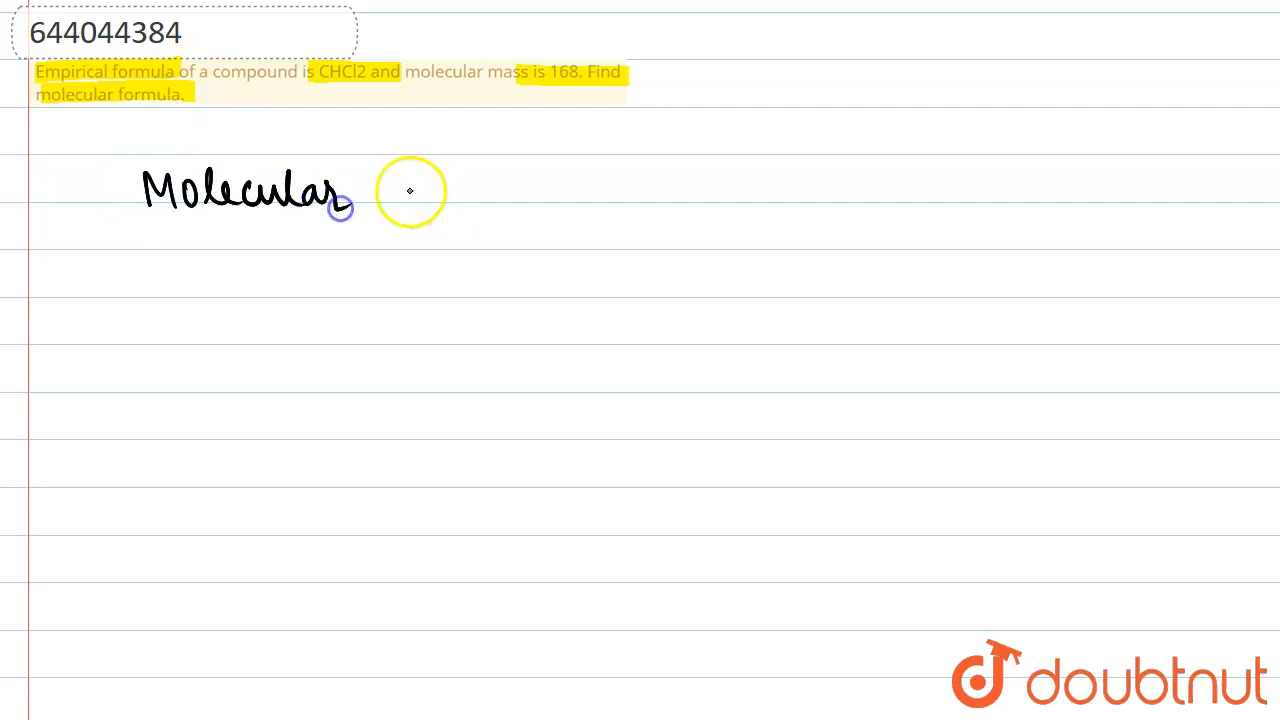 644044384
Empirical formula of a compound is CHCl2 and molecular mass is 168. Find
molecular formula.
Molecular
doubtnut